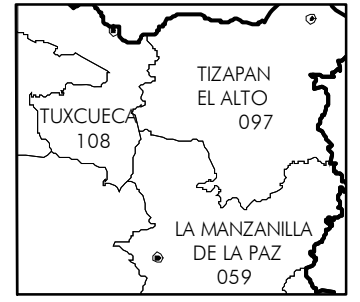 TIZAPAN
EL ALTO
097
TUXCUECA
108
LA MANZANILLA
DE LA PAZ
059